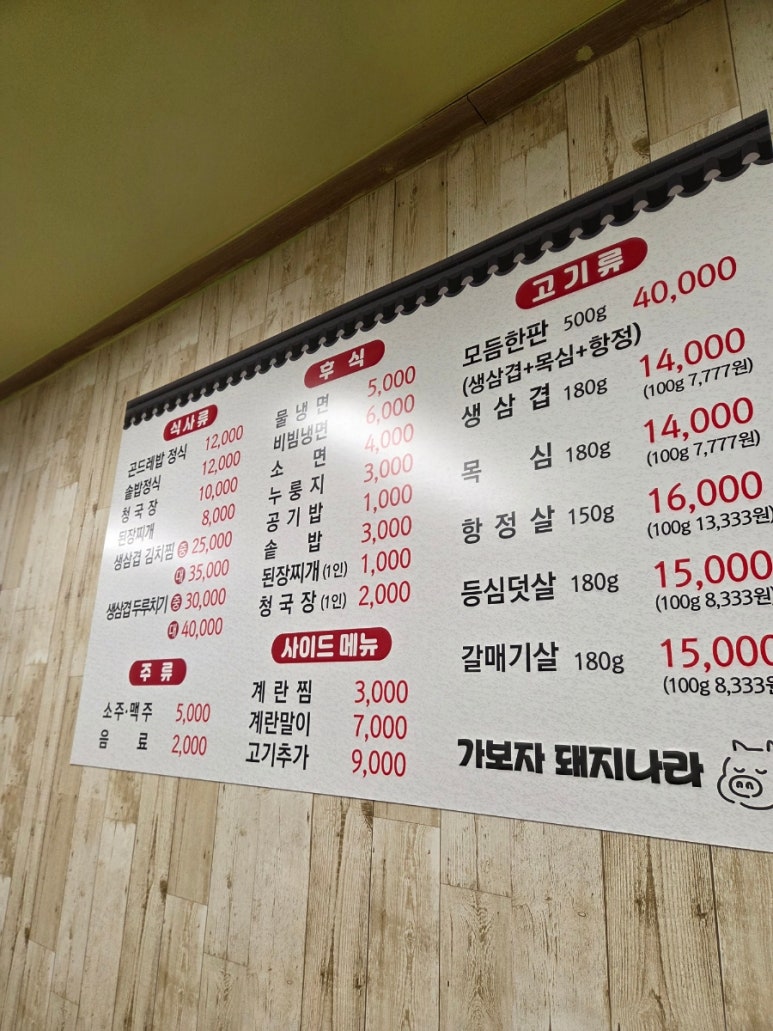 식사류
곤드레밥 정식 12,000
솥밥정식 12,000
청국장 10,000
된장찌개 8,000
생삼겹 김치찜 중 25,000
대 35,000
생삼겹두루치기 중 30,000
대 40,000
주류
소주·맥주 5,000
음료 2,000
후식
물냉면 5,000
비빔냉면 6,000
소면 4,000
누룽지 3,000
공기밥 1,000
솥밥 3,000
된장찌개(1인) 1,000
청국장(1인) 2,000
사이드 메뉴
계란찜 3,000
계란말이 7,000
고기추가 9,000
고기류
모듬한판 500g 40,000
(생삼겹+목심+항정)
생삼겹 180g 14,000
(100g 7,777원)
목심 180g 14,000
(100g 7,777원)
항정살 150g 16,000
(100g 13,333원)
등심덧살 180g 15,000
(100g 8,333원)
갈매기살 180g 15,000
(100g 8,333원
가보자 돼지나라